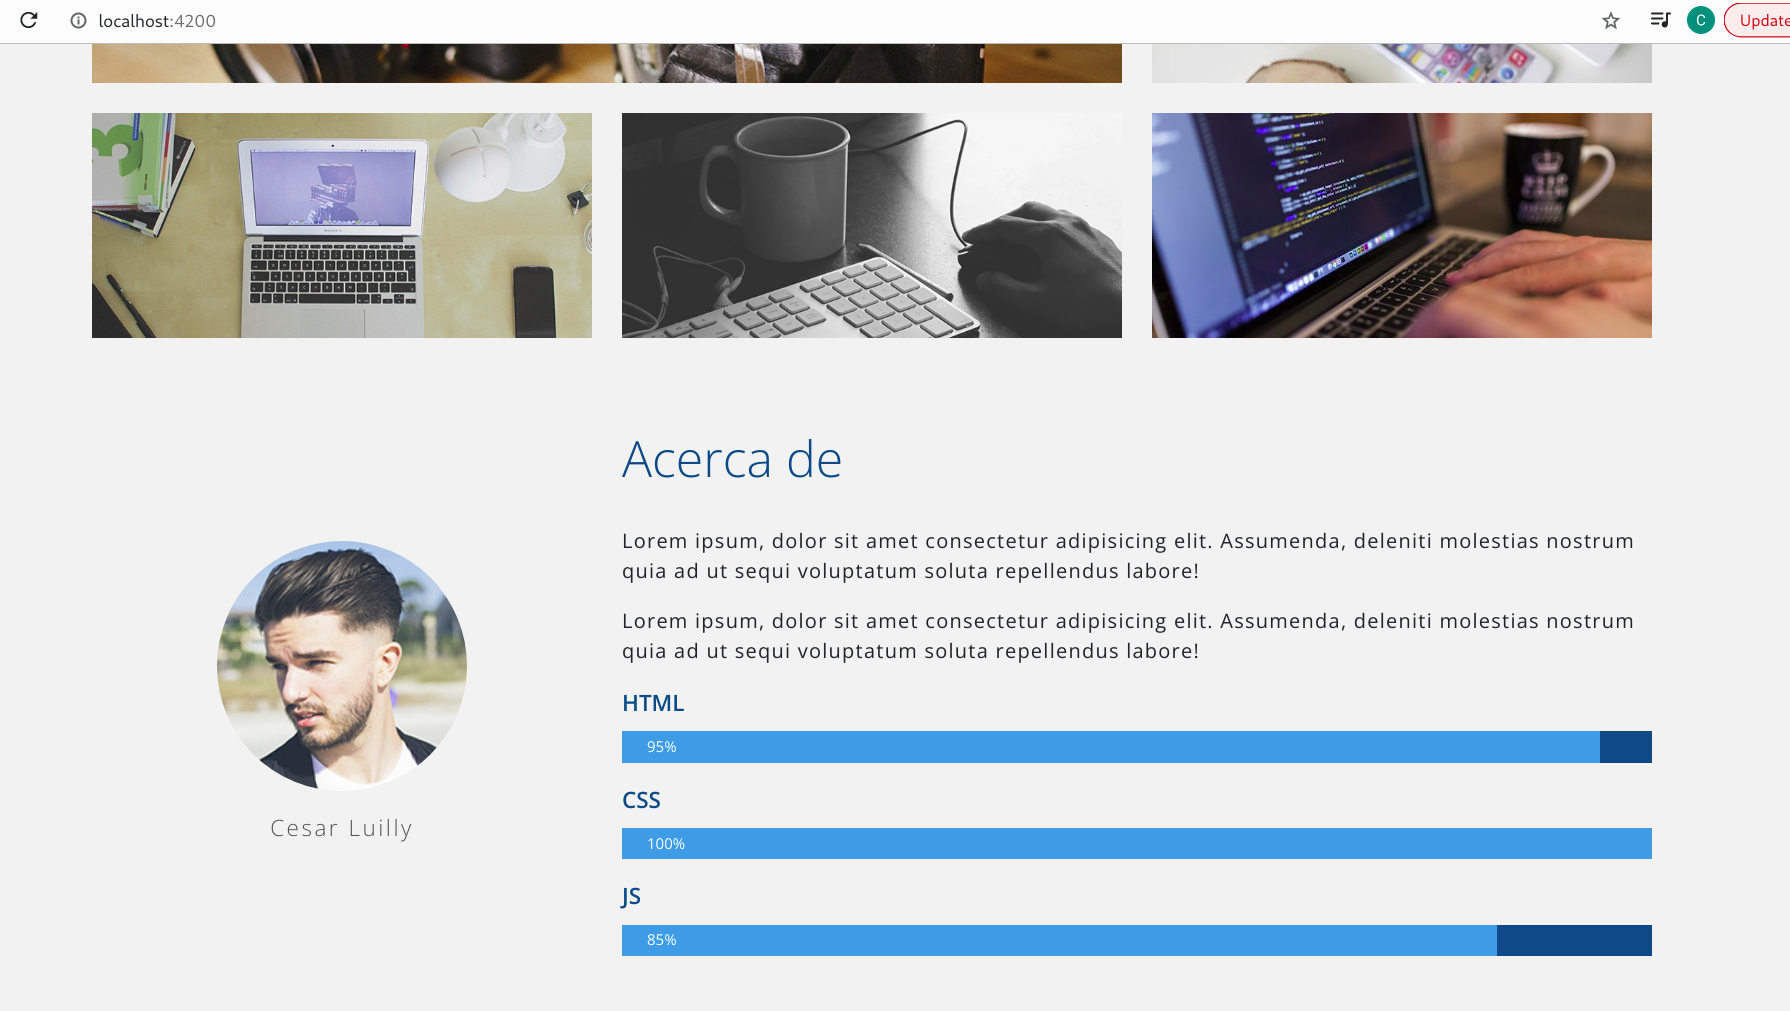 localhost:4200
C
Update
3
KEEP
Acerca de
Lorem ipsum, dolor sit amet consectetur adipisicing elit. Assumenda, deleniti molestias nostrum
quia ad ut sequi voluptatum soluta repellendus labore!
Lorem ipsum, dolor sit amet consectetur adipisicing elit. Assumenda, deleniti molestias nostrum
quia ad ut sequi voluptatum soluta repellendus labore!
HTML
95%
Cesar Luilly
CSS
100%
JS
85%